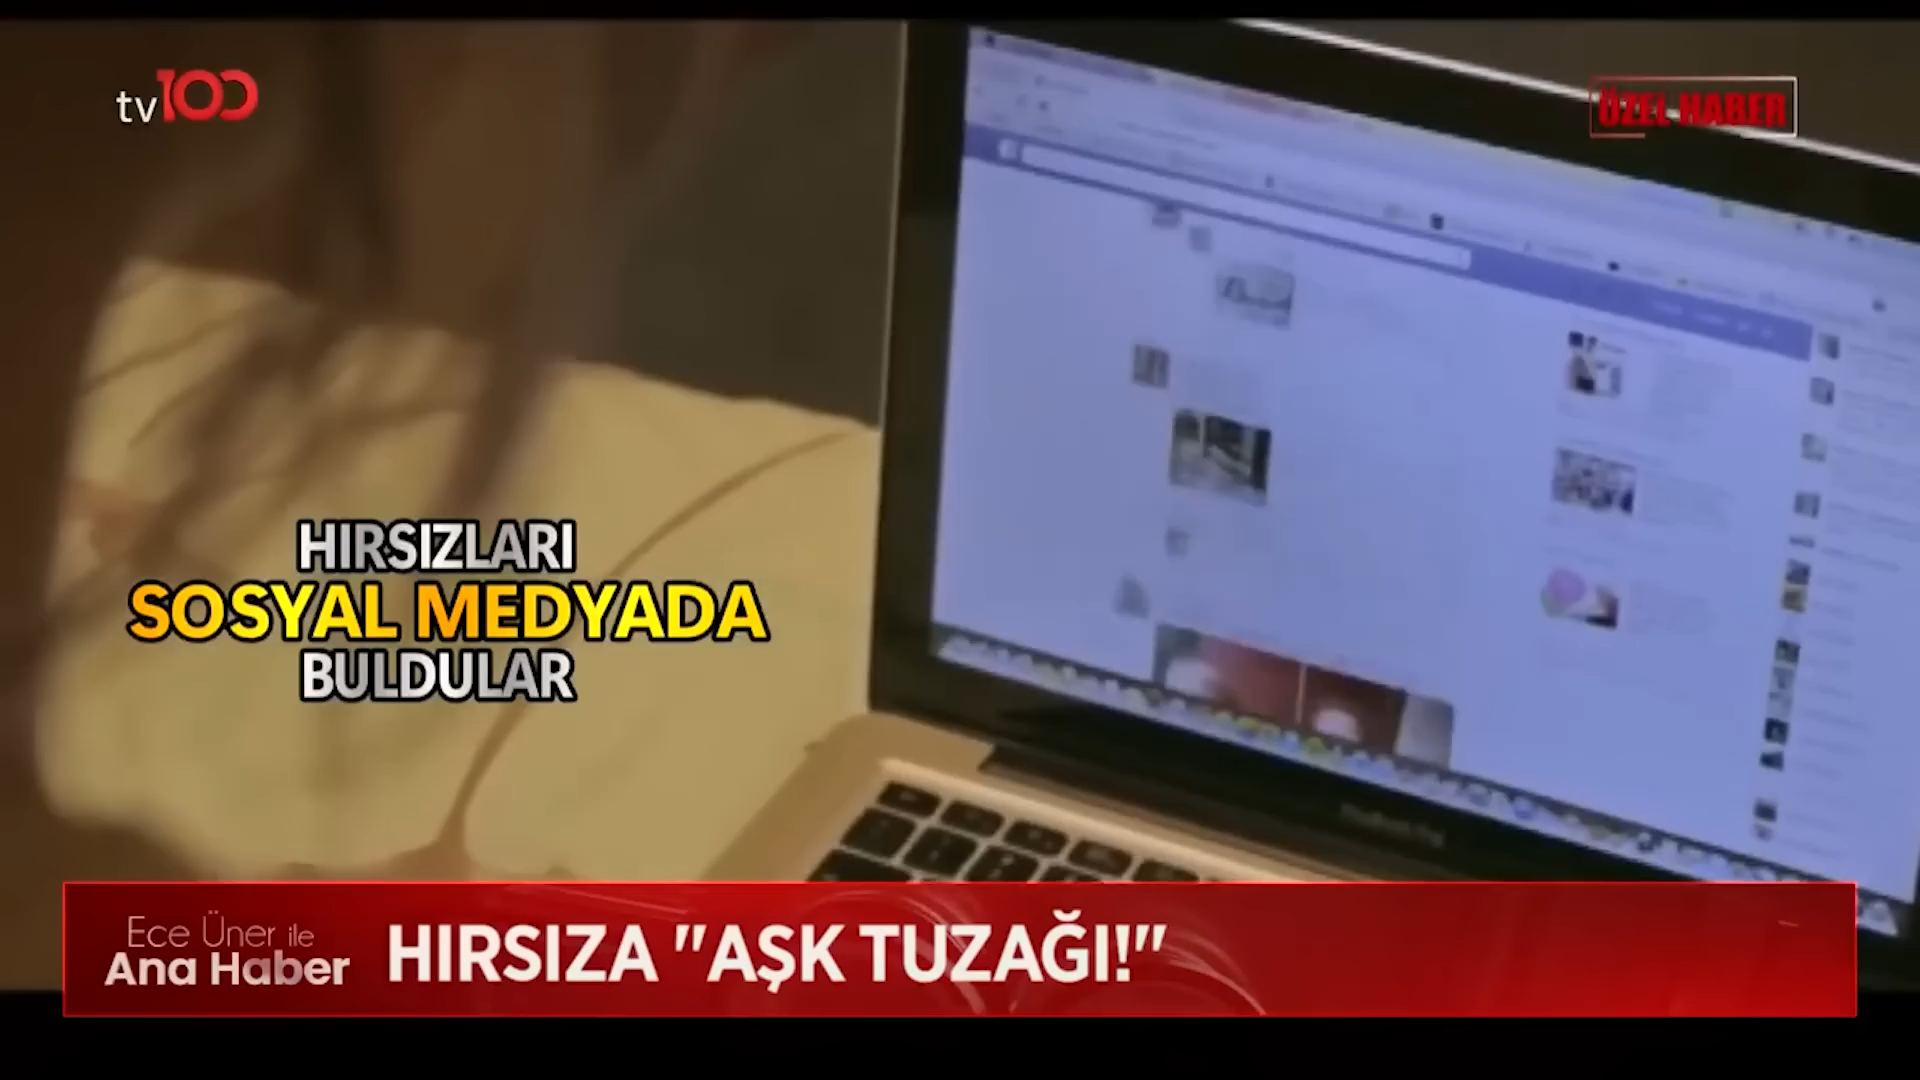 tv100
ÖZEL HABER
HIRSIZLARI
SOSYAL MEDYADA
BULDULAR
Ece Üner ile
Ana Haber
HIRSIZA "AŞK TUZAĞI!"